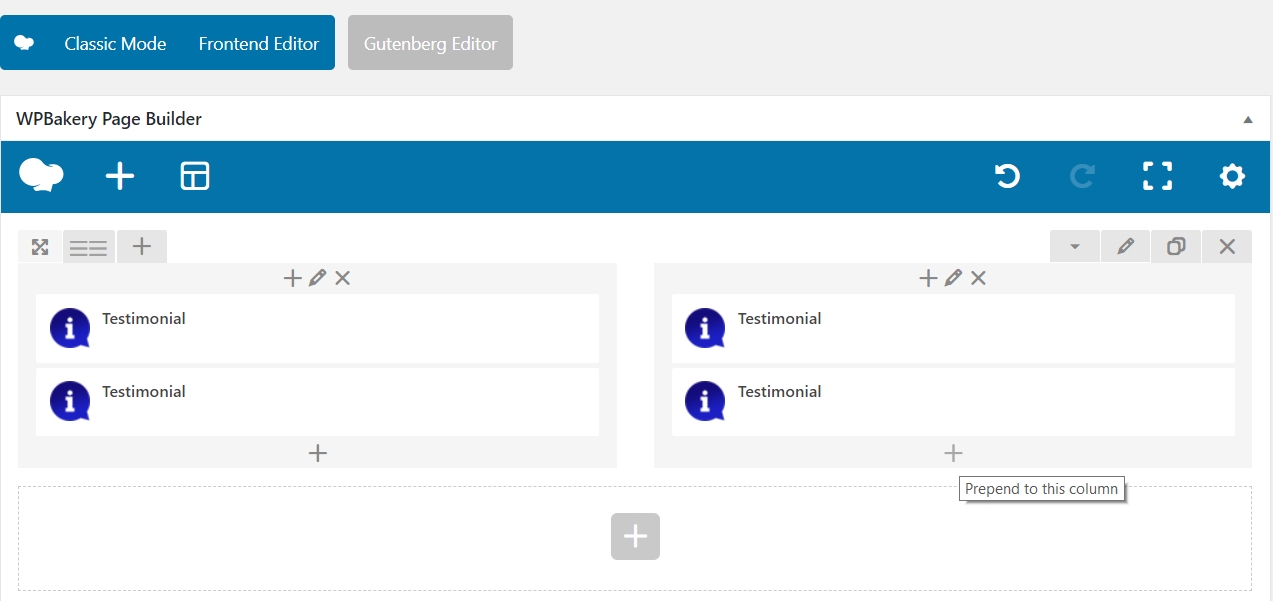 Classic Mode Frontend Editor Gutenberg Editor
WPBakery Page Builder
Testimonial Testimonial
Testimonial Testimonial
Prepend to this column